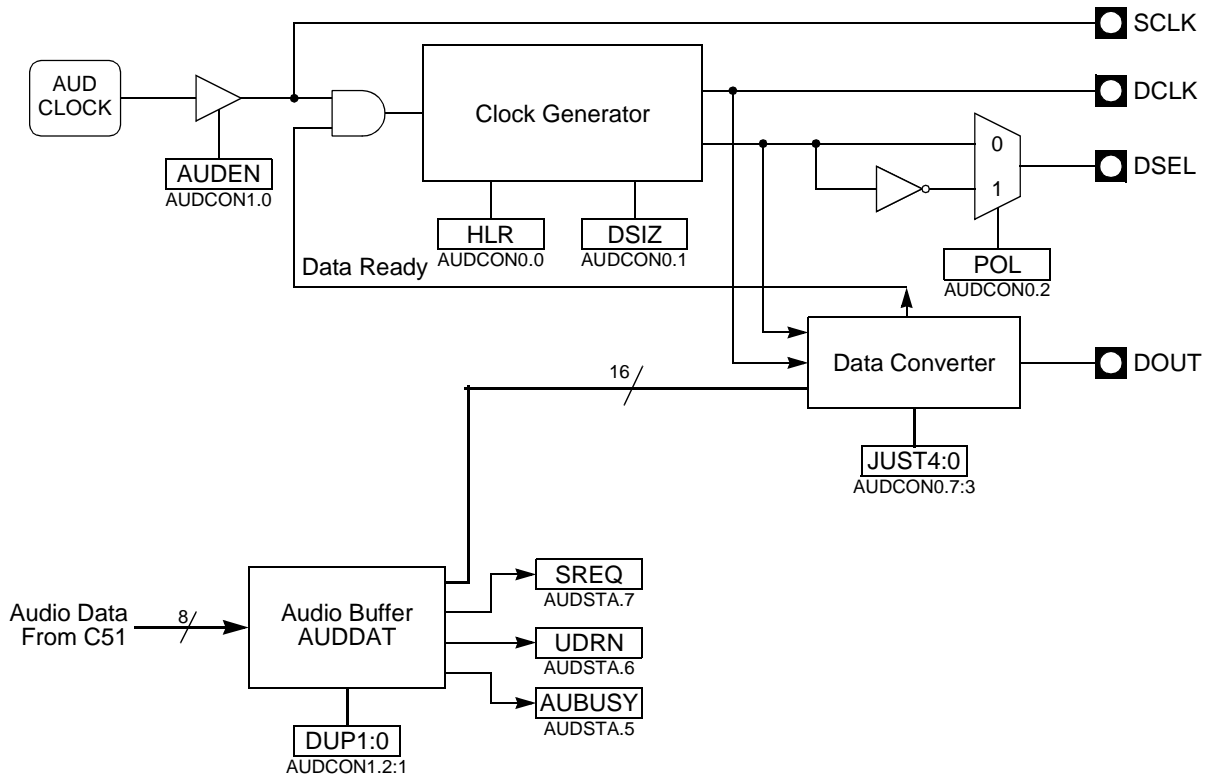 SCLK
AUD
CLOCK
Clock Generator
DCLK
0
1
DSEL
AUDEN
AUDCON1.0
HLR
AUDCON0.0
DSIZ
AUDCON0.1
POL
AUDCON0.2
Data Ready
Data Converter
DOUT
16
JUST4:0
AUDCON0.7:3
Audio Data
From C51
8
Audio Buffer
AUDDAT
SREQ
AUDSTA.7
UDRN
AUDSTA.6
AUBUSY
AUDSTA.5
DUP1:0
AUDCON1.2:1